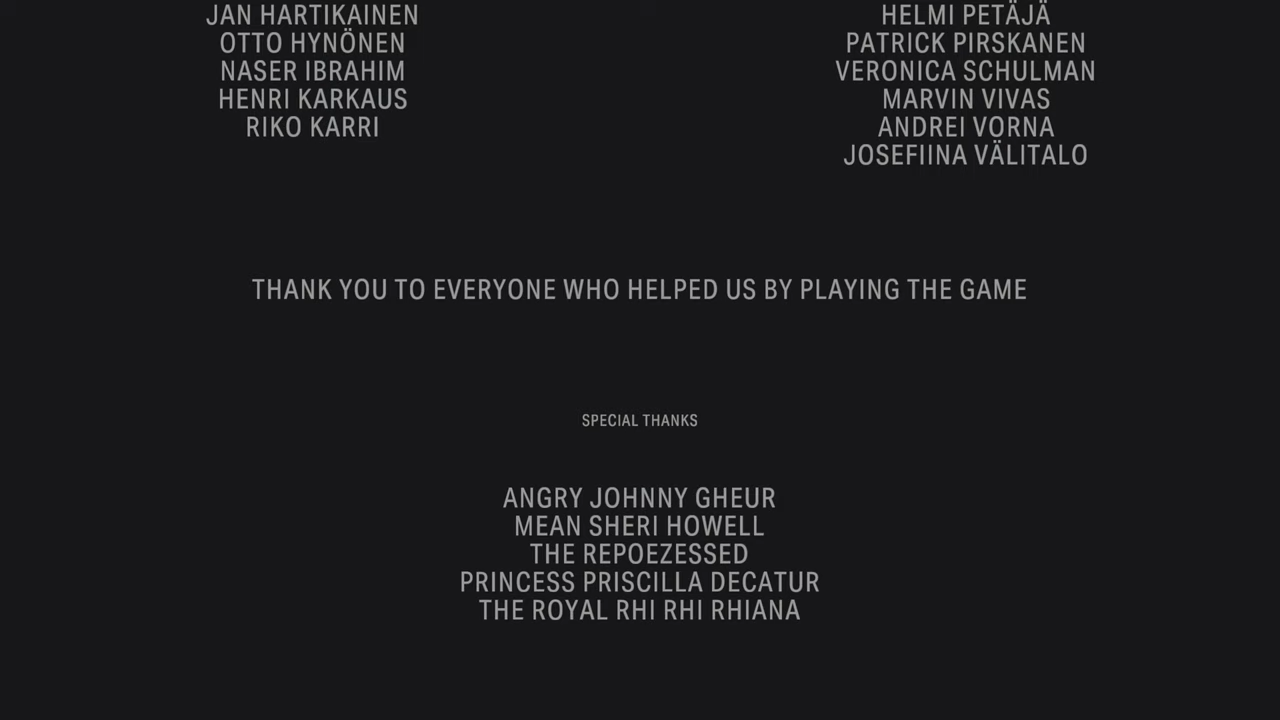 JAN HARTIKAINEN
OTTO HYNÖNEN
NASER IBRAHIM
HENRI KARKAUS
RIKO KARRI
HELMI PETÄJÄ
PATRICK PIRSKANEN
VERONICA SCHULMAN
MARVIN VIVAS
ANDREI VORNA
JOSEFIINA VÄLITALO
THANK YOU TO EVERYONE WHO HELPED US BY PLAYING THE GAME
SPECIAL THANKS
ANGRY JOHNNY GHEUR
MEAN SHERI HOWELL
THE REPOEZESSED
PRINCESS PRISCILLA DECATUR
THE ROYAL RHI RHI RHIANA